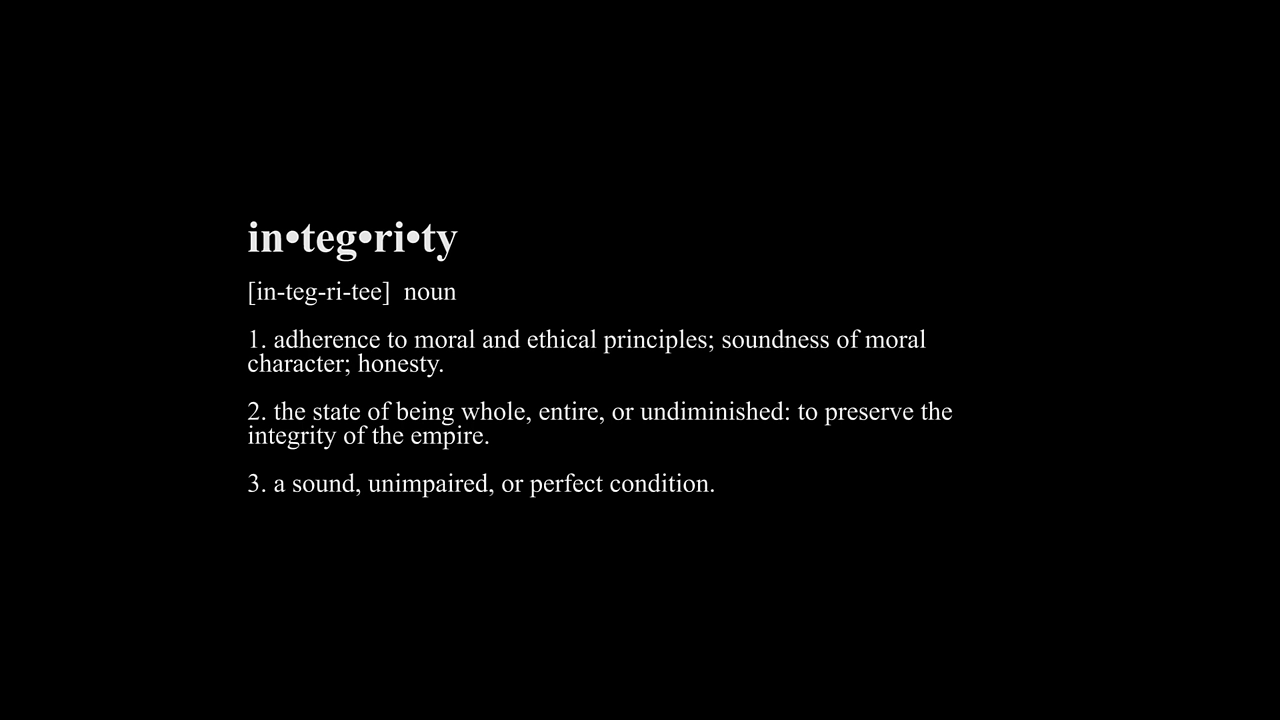 in•teg•ri•ty
[in-teg-ri-tee]  noun
1. adherence to moral and ethical principles; soundness of moral
character; honesty.
2. the state of being whole, entire, or undiminished: to preserve the
integrity of the empire.
3. a sound, unimpaired, or perfect condition.